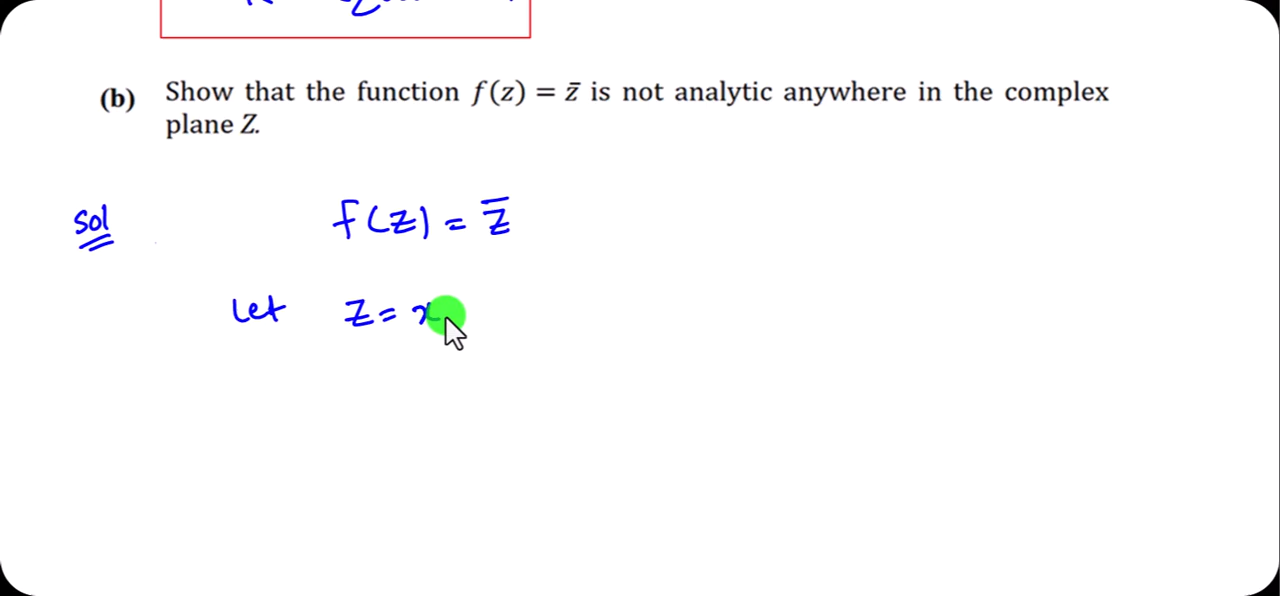 (b) Show that the function f(z) = z̄ is not analytic anywhere in the complex
plane Z.
Sol f(z) = z̄
Let z = x